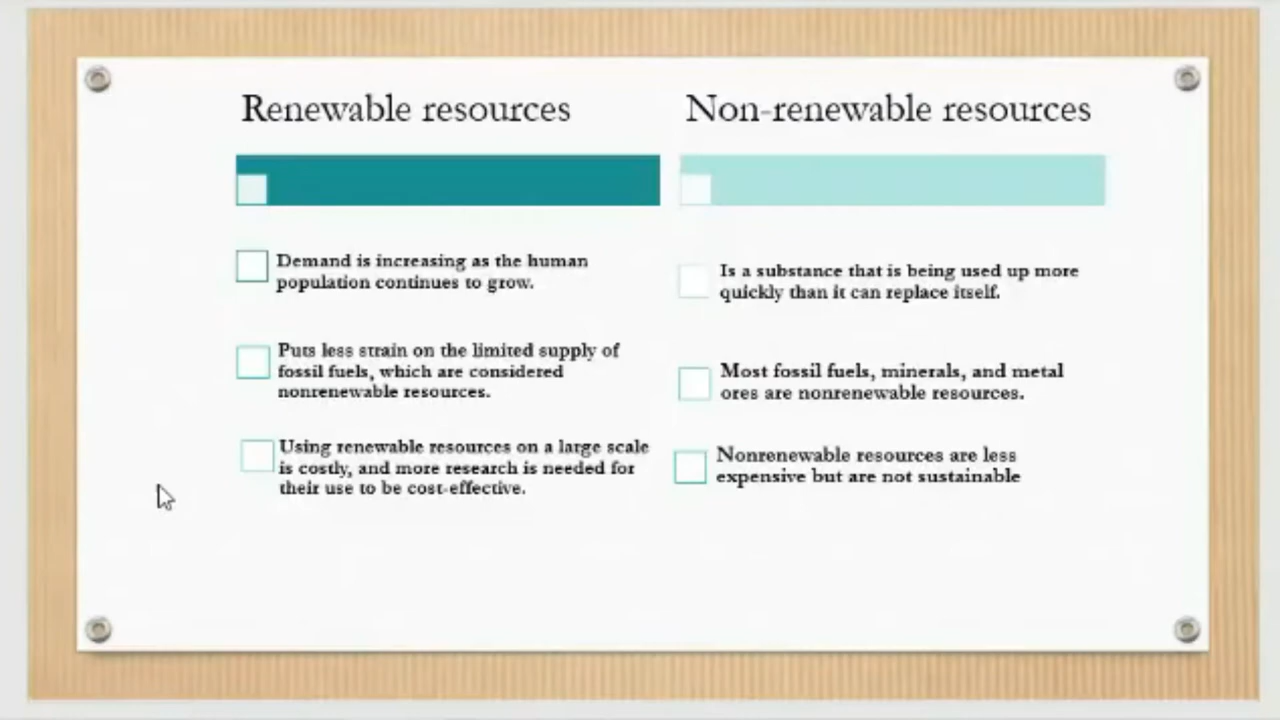 Renewable resources
Demand is increasing as the human
population continues to grow.
Puts less strain on the limited supply of
fossil fuels, which are considered
nonrenewable resources.
Using renewable resources on a large scale
is costly, and more research is needed for
their use to be cost-effective.
Non-renewable resources
Is a substance that is being used up more
quickly than it can replace itself.
Most fossil fuels, minerals, and metal
ores are nonrenewable resources.
Nonrenewable resources are less
expensive but are not sustainable